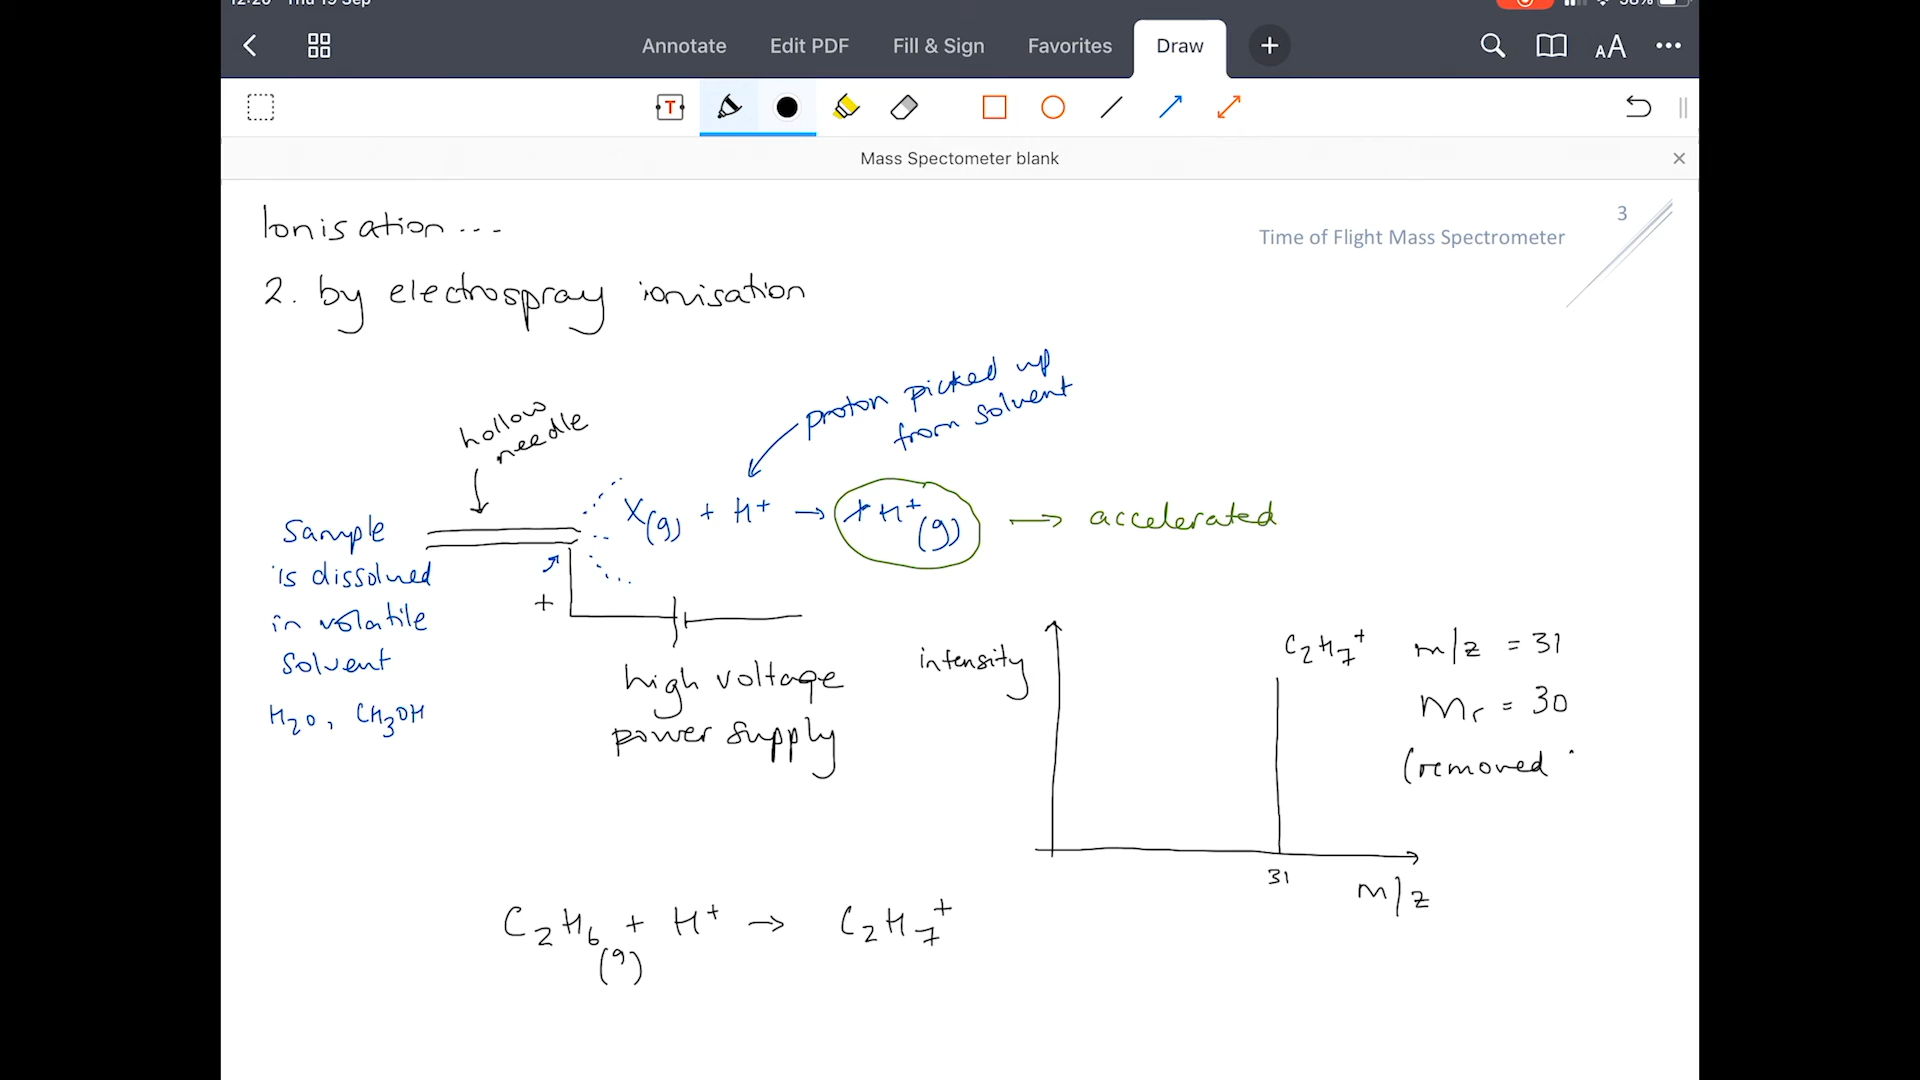 Annotate Edit PDF Fill & Sign Favorites Draw +
AA
T
Mass Spectometer blank
3
Time of Flight Mass Spectrometer
Ionisation ...
2. by electrospray ionisation
hollow
needle
proton picked up
from solvent
X(g) + H⁺ → XH⁺(g) → accelerated
Sample
is dissolved
in volatile
solvent
H₂O, CH₃OH
+
high voltage
power supply
intensity
C₂H₇⁺ m/z = 31
Mr = 30
(removed
31
m/z
C₂H₆(g) + H⁺ → C₂H₇⁺